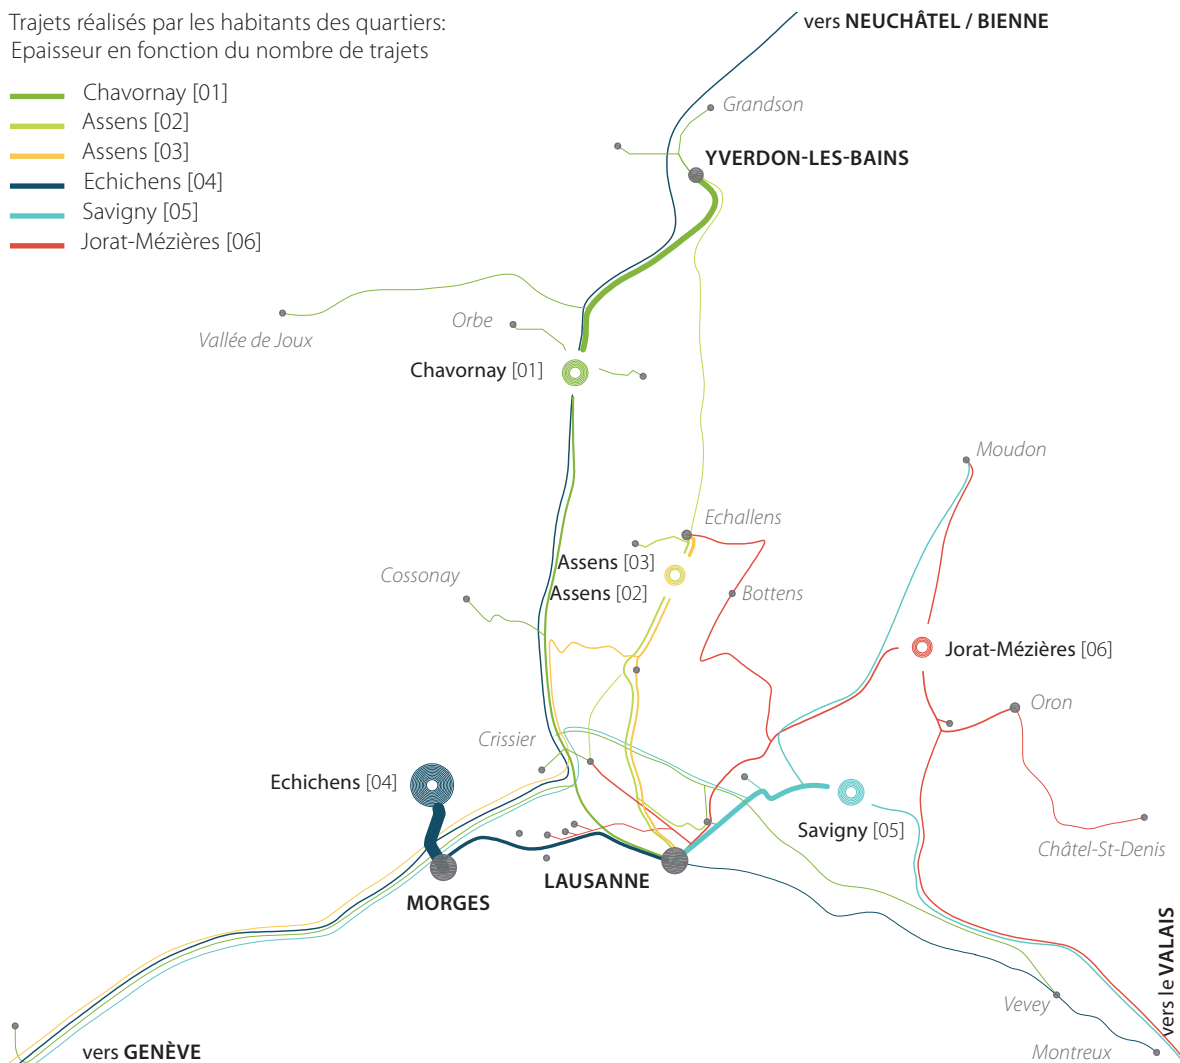 Trajets réalisés par les habitants des quartiers:
Epaisseur en fonction du nombre de trajets
Chavornay [01]
Assens [02]
Assens [03]
Echichens [04]
Savigny [05]
Jorat-Mézières [06]
vers NEUCHÂTEL / BIENNE
Grandson
YVERDON-LES-BAINS
Vallée de Joux
Orbe
Chavornay [01]
Moudon
Echallens
Assens [03]
Assens [02]
Cossonay
Bottens
Jorat-Mézières [06]
Oron
Crissier
Echichens [04]
Savigny [05]
Châtel-St-Denis
LAUSANNE
MORGES
vers le VALAIS
Vevey
vers GENÈVE
Montreux